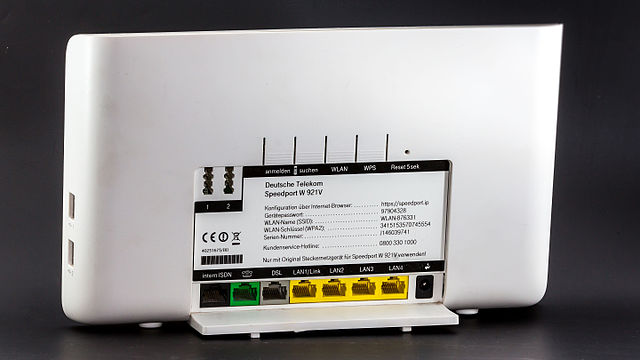 anmelden suchen WLAN WPS Reset 5sek
1 2
Deutsche Telekom
Speedport W 921V
Konfiguration über Internet Browser: https://speedport.ip
Gerätepasswort: 97904328
WLAN-Name (SSID): WLAN-876331
WLAN-Schlüssel (WPA2): 3415153570745554
Serien-Nummer: J146039741
Kundenservice-Hotline: 0800 330 1000
Nur mit Original Steckernetzgerät für Speedport W 921V verwenden!
CE
intern ISDN DSL LAN1/Link LAN2 LAN3 LAN4